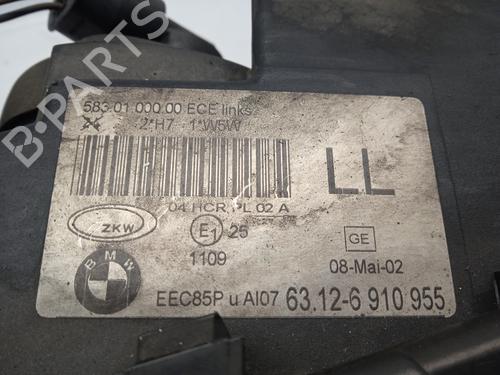 B-PARTS
583.01.000.00 ECE links
2*H7 - 1*W5W
LL
04 HCR PL 02 A
ZKW
E1 25
1109
GE
08-Mai-02
BMW
EEC85P u AI07 63.12-6 910 955